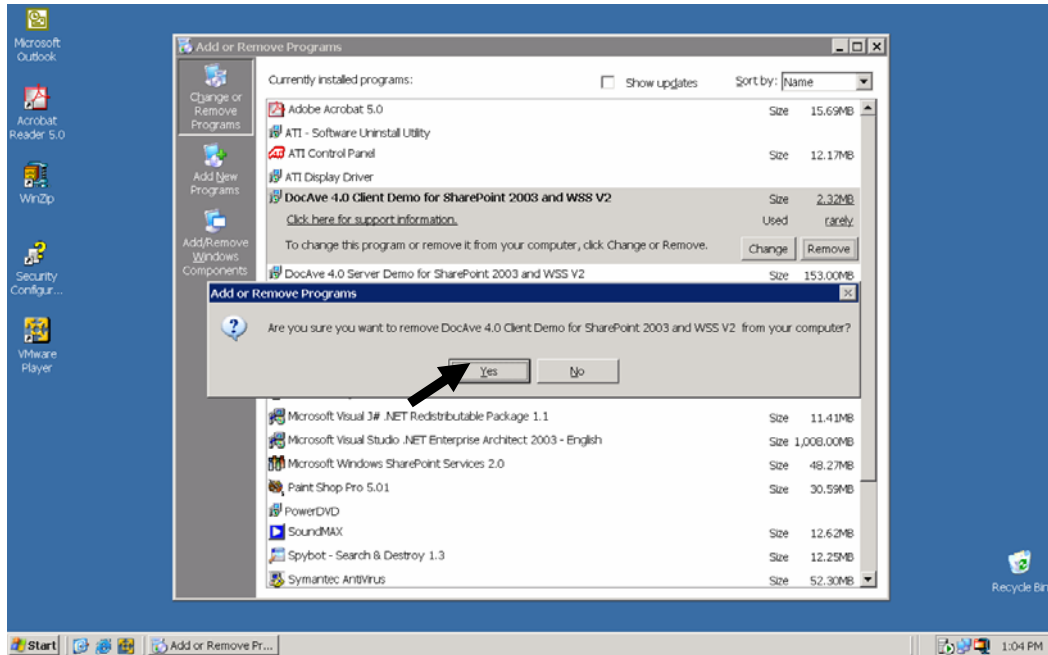 Microsoft
Outlook
Acrobat
Reader 5.0
WinZip
Security
Configur...
VMware
Player
Add or Remove Programs
Change or
Remove
Programs
Add New
Programs
Add/Remove
Windows
Components
Currently installed programs:
Show updates
Sort by: Name
Adobe Acrobat 5.0 Size 15.69MB
ATI - Software Uninstall Utility
ATI Control Panel Size 12.17MB
ATI Display Driver
DocAve 4.0 Client Demo for SharePoint 2003 and WSS V2 Size 2.32MB
Click here for support information. Used rarely
To change this program or remove it from your computer, click Change or Remove. Change Remove
DocAve 4.0 Server Demo for SharePoint 2003 and WSS V2 Size 153.00MB
Add or Remove Programs
Are you sure you want to remove DocAve 4.0 Client Demo for SharePoint 2003 and WSS V2 from your computer?
Yes No
Microsoft Visual J# .NET Redistributable Package 1.1 Size 11.41MB
Microsoft Visual Studio .NET Enterprise Architect 2003 - English Size 1,008.00MB
Microsoft Windows SharePoint Services 2.0 Size 48.27MB
Paint Shop Pro 5.01 Size 30.59MB
PowerDVD
SoundMAX Size 12.62MB
Spybot - Search & Destroy 1.3 Size 12.25MB
Symantec AntiVirus Size 52.30MB
Recycle Bin
Start Add or Remove Pr... 1:04 PM